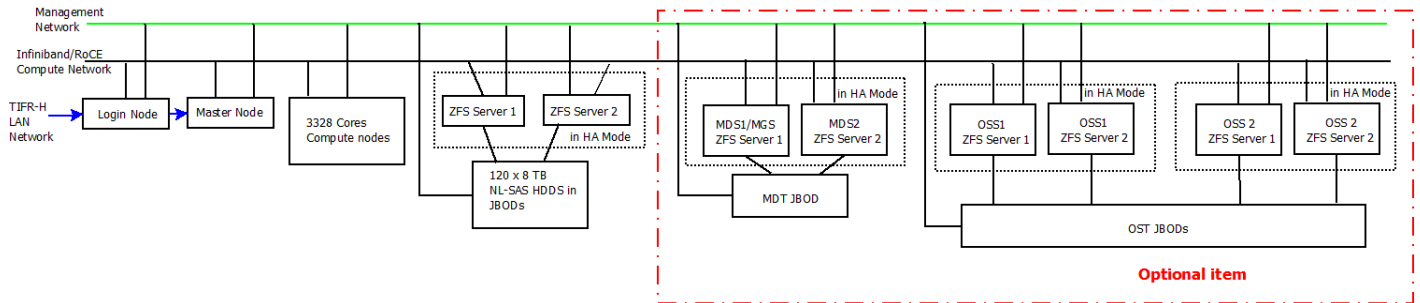 Management
Network
Infiniband/RoCE
Compute Network
TIFR-H
LAN
Network
Login Node
Master Node
3328 Cores
Compute nodes
ZFS Server 1
ZFS Server 2
in HA Mode
120 x 8 TB
NL-SAS HDDS in
JBODs
in HA Mode
MDS1/MGS
ZFS Server 1
MDS2
ZFS Server 2
MDT JBOD
in HA Mode
OSS1
ZFS Server 1
OSS1
ZFS Server 2
in HA Mode
OSS 2
ZFS Server 1
OSS 2
ZFS Server 2
OST JBODs
Optional item